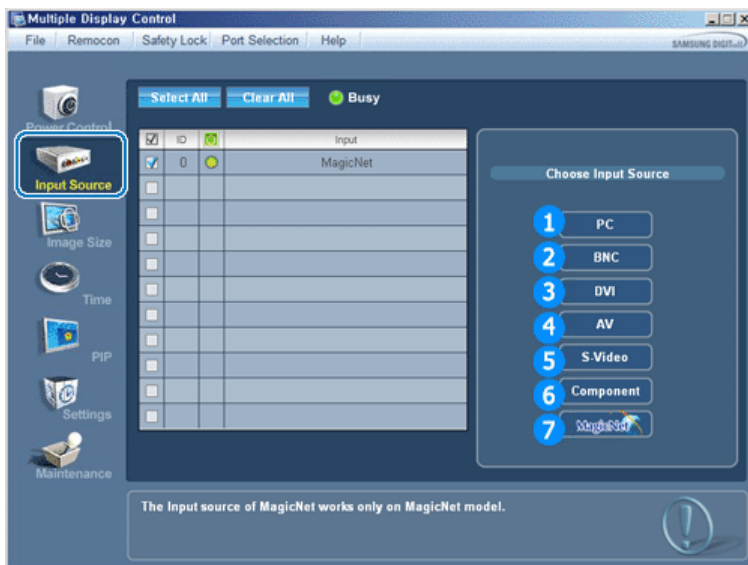 Multiple Display Control
File Remocon Safety Lock Port Selection Help
SAMSUNG DIGITall
Select All Clear All Busy
Power Control
Input Source
Image Size
Time
PIP
Settings
Maintenance
ID Input
0 MagicNet
Choose Input Source
1 PC
2 BNC
3 DVI
4 AV
5 S-Video
6 Component
7 MagicNet
The Input source of MagicNet works only on MagicNet model.